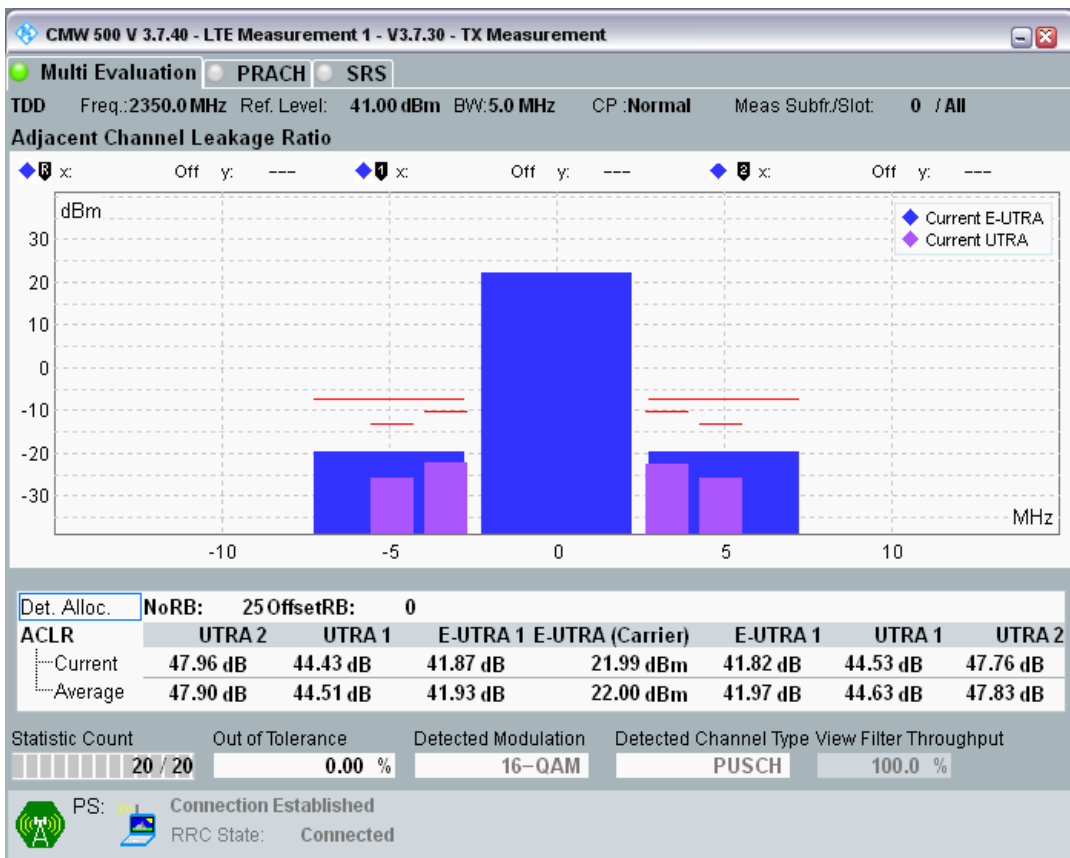 CMW 500 V 3.7.40 - LTE Measurement 1 - V3.7.30 - TX Measurement
Multi Evaluation PRACH SRS
TDD Freq.:2350.0 MHz Ref. Level: 41.00 dBm BW:5.0 MHz CP :Normal Meas Subfr./Slot: 0 / All
Adjacent Channel Leakage Ratio
R x: Off y: --- 1 x: Off y: --- 2 x: Off y: ---
dBm
Current E-UTRA
Current UTRA
30
20
10
0
-10
-20
-30
MHz
-10 -5 0 5 10
Det. Alloc. NoRB: 25 OffsetRB: 0
ACLR UTRA 2 UTRA 1 E-UTRA 1 E-UTRA (Carrier) E-UTRA 1 UTRA 1 UTRA 2
Current 47.96 dB 44.43 dB 41.87 dB 21.99 dBm 41.82 dB 44.53 dB 47.76 dB
Average 47.90 dB 44.51 dB 41.93 dB 22.00 dBm 41.97 dB 44.63 dB 47.83 dB
Statistic Count Out of Tolerance Detected Modulation Detected Channel Type View Filter Throughput
20 / 20 0.00 % 16-QAM PUSCH 100.0 %
PS: Connection Established
RRC State: Connected